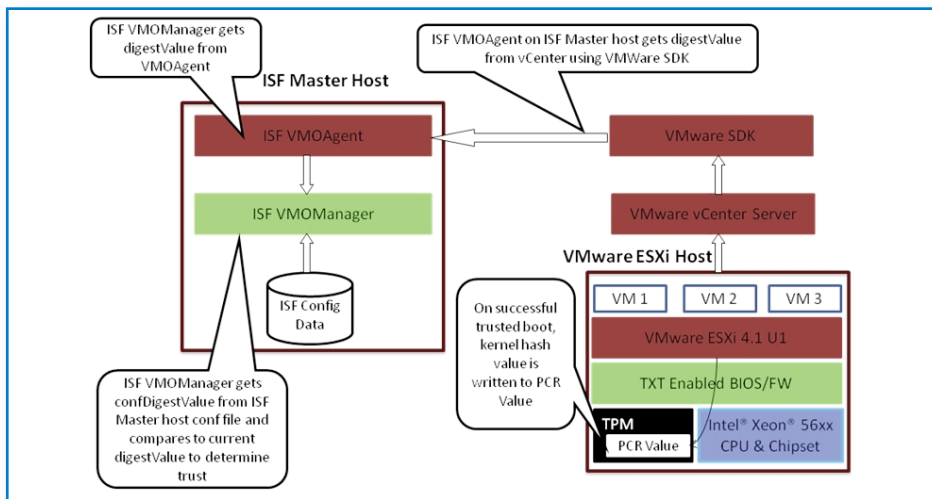 ISF VMOManager gets
digestValue from
VMOAgent
ISF VMOAgent on ISF Master host gets digestValue
from vCenter using VMWare SDK
ISF Master Host
ISF VMOAgent
VMware SDK
ISF VMOManager
VMware vCenter Server
VMware ESXi Host
ISF Config
Data
VM 1
VM 2
VM 3
On successful
trusted boot,
kernel hash
value is
written to PCR
Value
VMware ESXi 4.1 U1
TXT Enabled BIOS/FW
TPM
PCR Value
Intel® Xeon® 56xx
CPU & Chipset
ISF VMOManager gets
confDigestValue from ISF
Master host conf file and
compares to current
digestValue to determine
trust